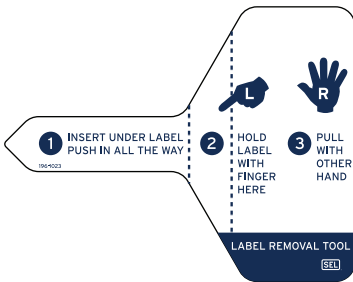 L
R
1
INSERT UNDER LABEL
PUSH IN ALL THE WAY
1964023
2
HOLD
LABEL
WITH
FINGER
HERE
3
PULL
WITH
OTHER
HAND
LABEL REMOVAL TOOL
SEL